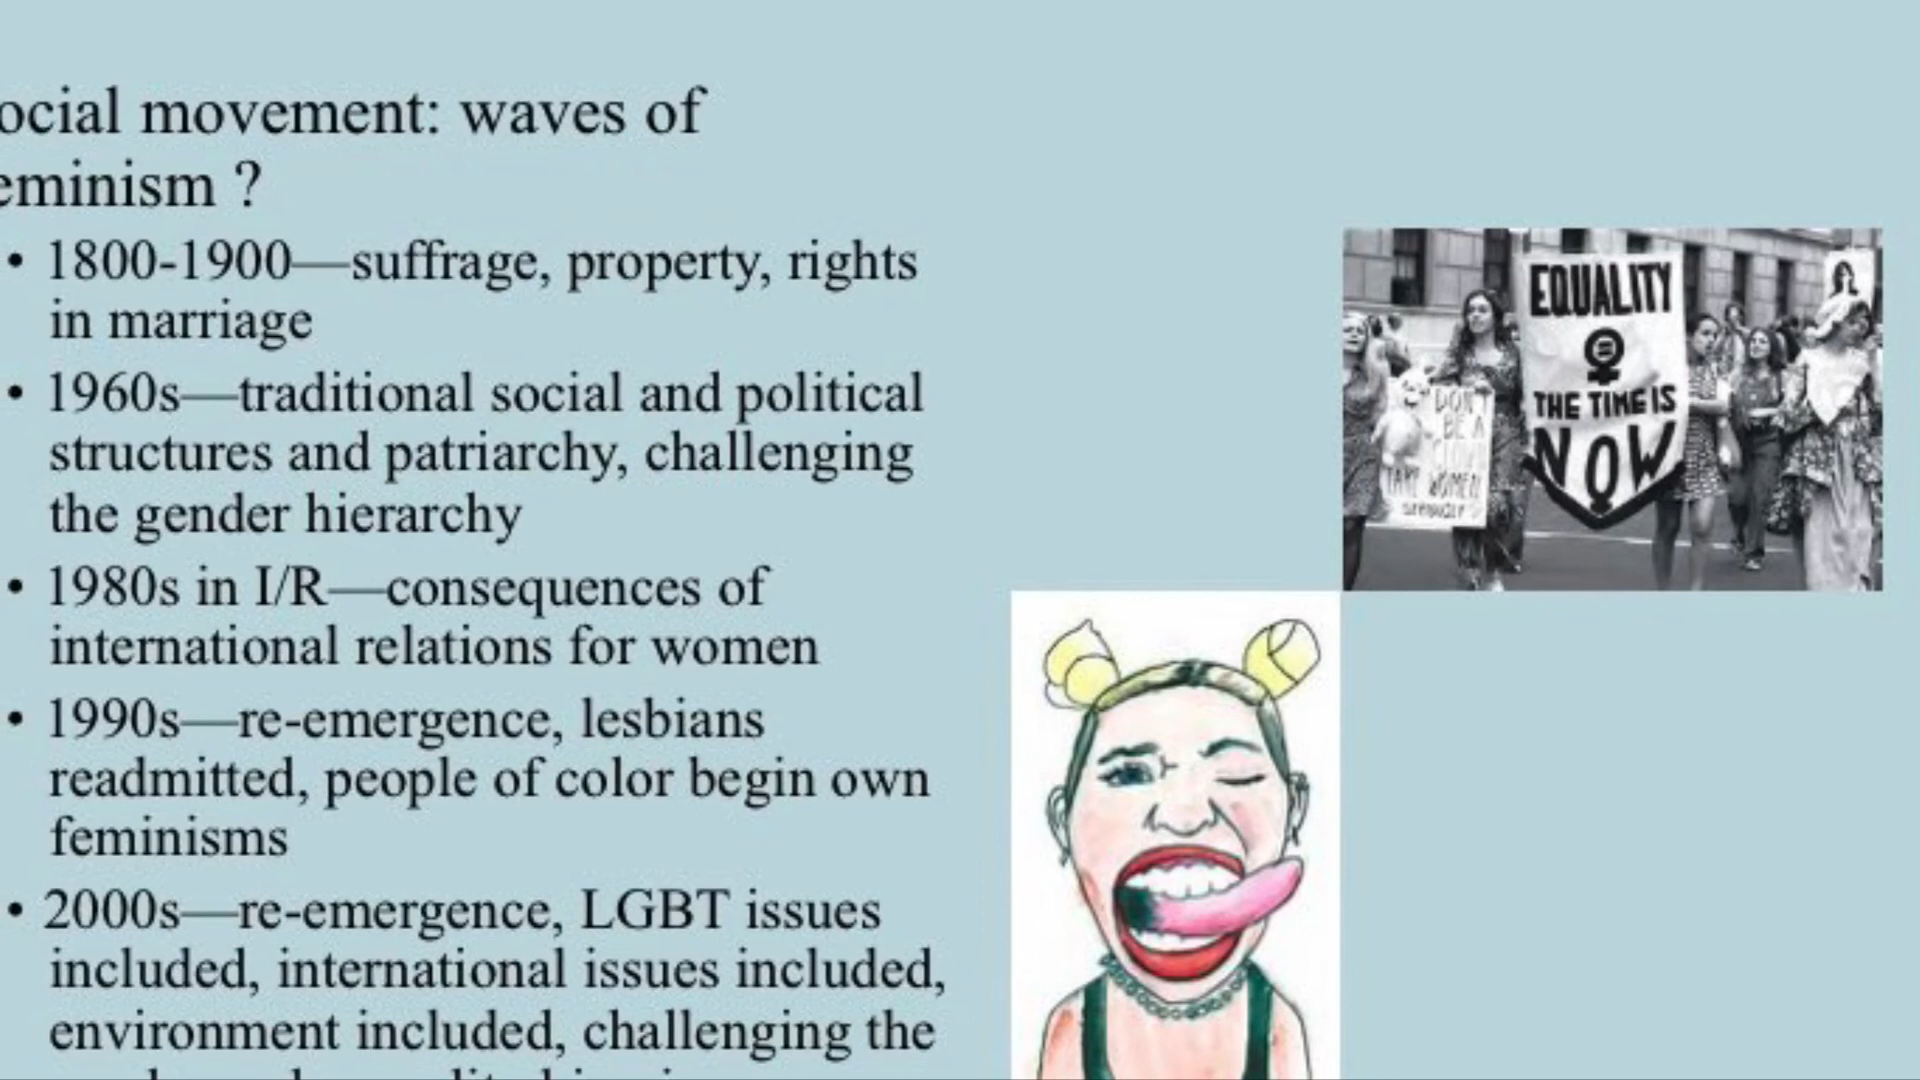 ocial movement: waves of
eminism ?
• 1800-1900—suffrage, property, rights
in marriage
• 1960s—traditional social and political
structures and patriarchy, challenging
the gender hierarchy
• 1980s in I/R—consequences of
international relations for women
• 1990s—re-emergence, lesbians
readmitted, people of color begin own
feminisms
• 2000s—re-emergence, LGBT issues
included, international issues included,
environment included, challenging the
EQUALITY
THE TIME IS
NOW
DON'T
BE A
TAKE WOMEN